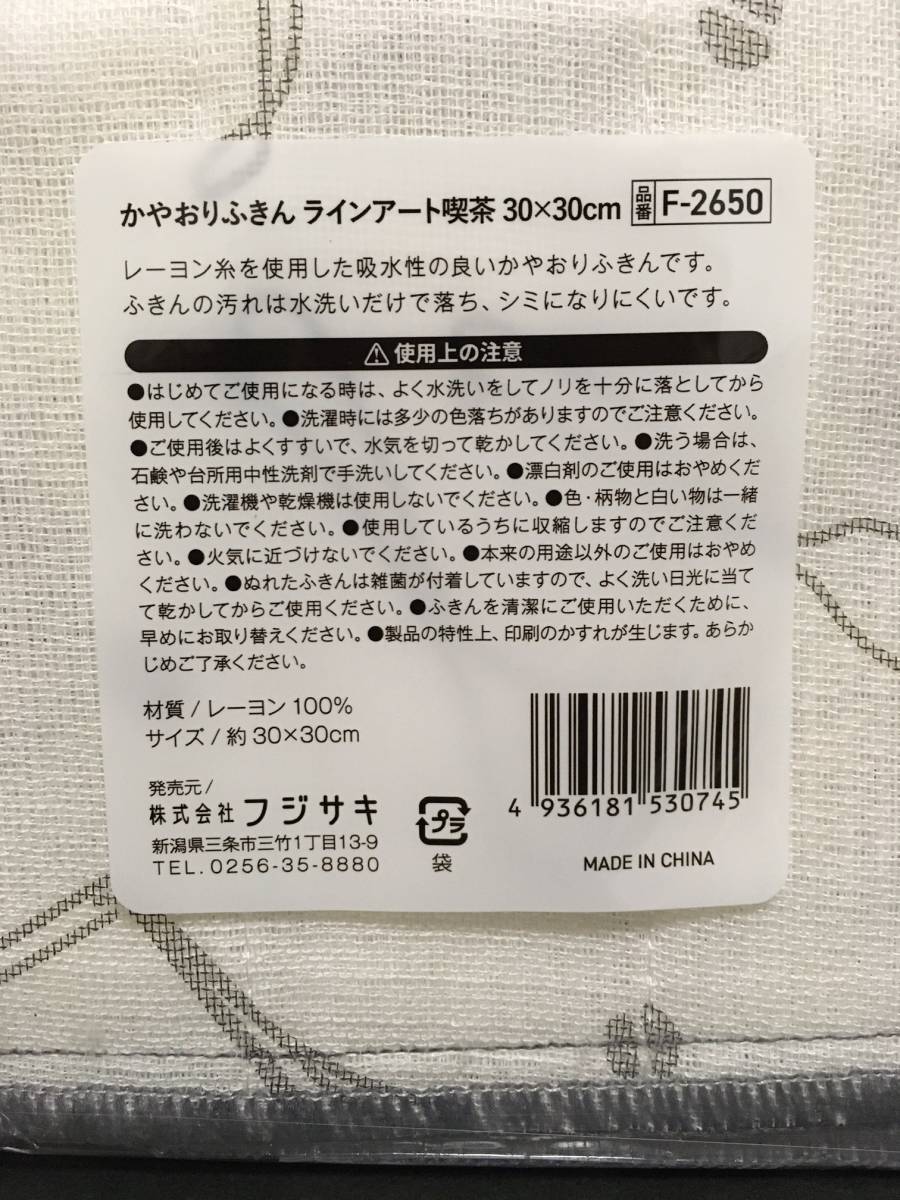 かやおりふきん ラインアート喫茶 30×30cm 品番 F-2650
レーヨン糸を使用した吸水性の良いかやおりふきんです。
ふきんの汚れは水洗いだけで落ち、シミになりにくいです。
⚠使用上の注意
●はじめてご使用になる時は、よく水洗いをしてノリを十分に落としてから
使用してください。●洗濯時には多少の色落ちがありますのでご注意ください。
●ご使用後はよくすすいで、水気を切って乾かしてください。●洗う場合は、
石鹸や台所用中性洗剤で手洗いしてください。●漂白剤のご使用はおやめくだ
さい。●洗濯機や乾燥機は使用しないでください。●色・柄物と白い物は一緒
に洗わないでください。●使用しているうちに収縮しますのでご注意くだ
さい。●火気に近づけないでください。●本来の用途以外のご使用はおやめ
ください。●ぬれたふきんは雑菌が付着していますので、よく洗い日光に当て
て乾かしてからご使用ください。●ふきんを清潔にご使用いただくために、
早めにお取り替えください。●製品の特性上、印刷のかすれが生じます。あらか
じめご了承ください。
材質 / レーヨン 100%
サイズ / 約 30×30cm
発売元 /
株式会社 フジサキ
新潟県三条市三竹1丁目13-9
TEL. 0256-35-8880
プラ
袋
4 936181 530745
MADE IN CHINA